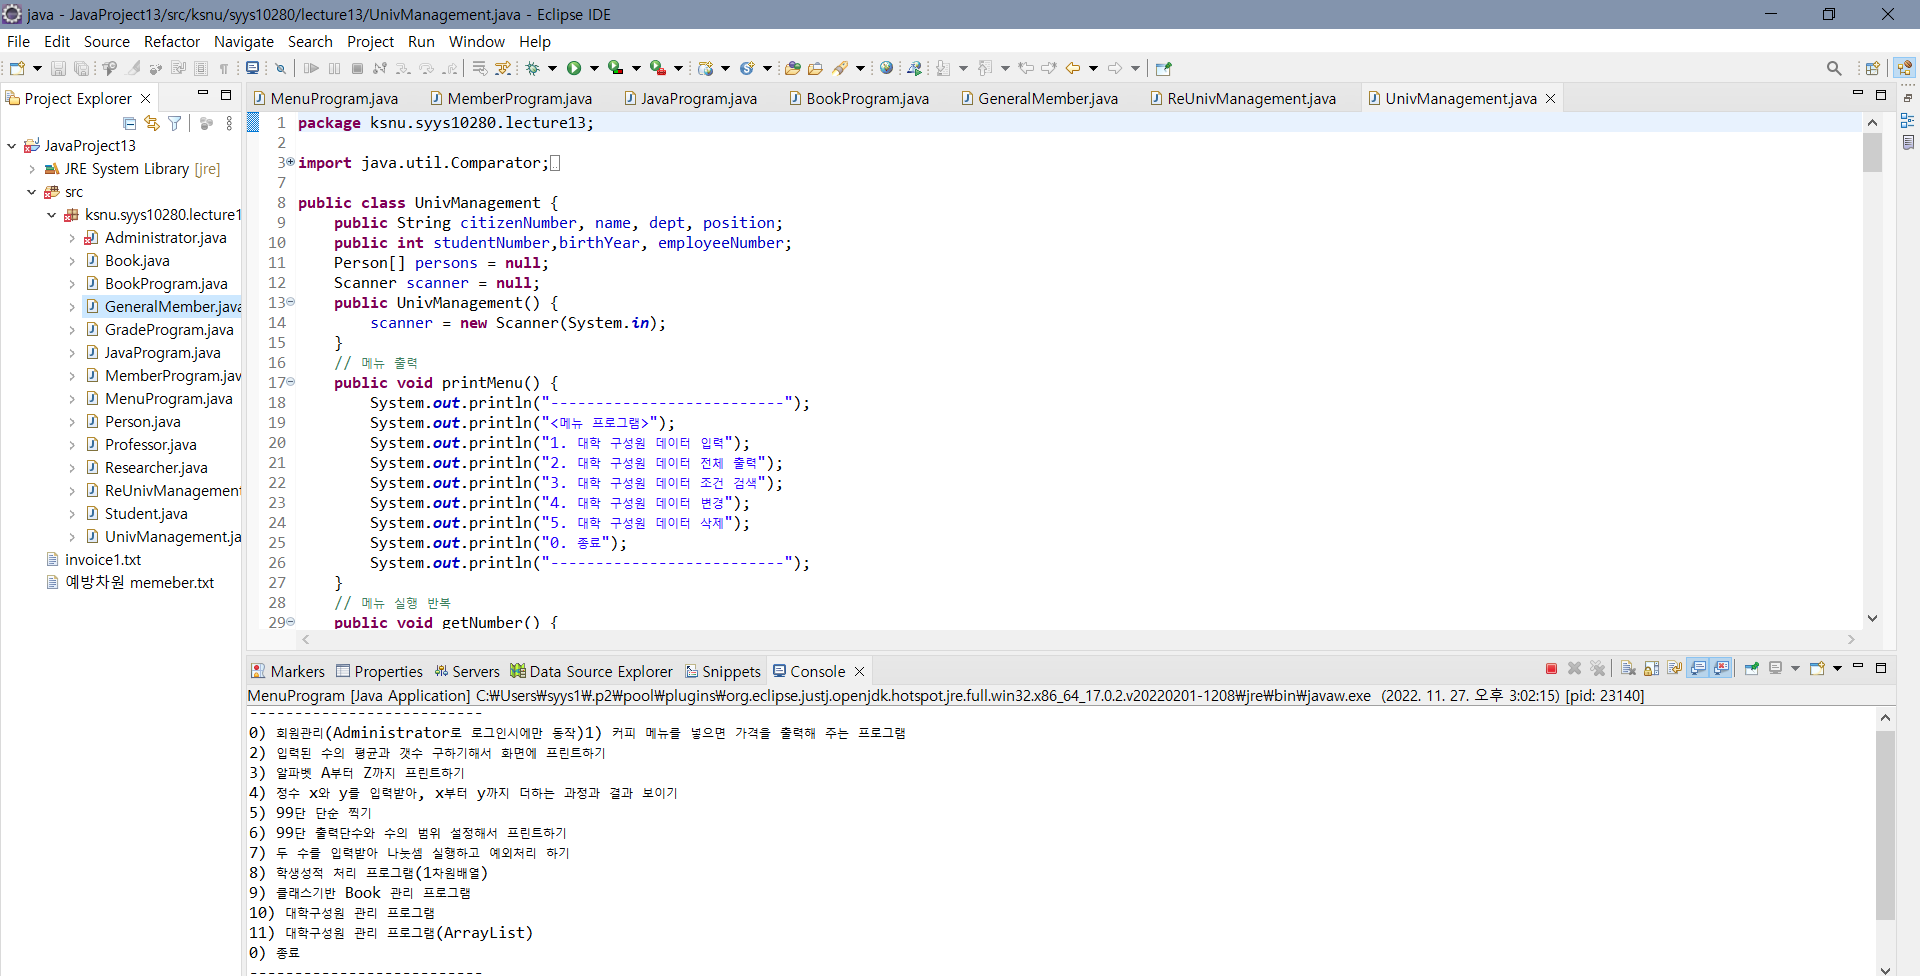 java - JavaProject13/src/ksnu/syys10280/lecture13/UnivManagement.java - Eclipse IDE
File Edit Source Refactor Navigate Search Project Run Window Help
Project Explorer
MenuProgram.java MemberProgram.java JavaProgram.java BookProgram.java GeneralMember.java ReUnivManagement.java UnivManagement.java
JavaProject13
JRE System Library [jre]
src
ksnu.syys10280.lecture1
Administrator.java
Book.java
BookProgram.java
GeneralMember.java
GradeProgram.java
JavaProgram.java
MemberProgram.jav
MenuProgram.java
Person.java
Professor.java
Researcher.java
ReUnivManagement
Student.java
UnivManagement.ja
invoice1.txt
예방차원 memeber.txt
1 package ksnu.syys10280.lecture13;
2
3 import java.util.Comparator;
7
8 public class UnivManagement {
9 public String citizenNumber, name, dept, position;
10 public int studentNumber,birthYear, employeeNumber;
11 Person[] persons = null;
12 Scanner scanner = null;
13 public UnivManagement() {
14 scanner = new Scanner(System.in);
15 }
16 // 메뉴 출력
17 public void printMenu() {
18 System.out.println("--------------------------");
19 System.out.println("<메뉴 프로그램>");
20 System.out.println("1. 대학 구성원 데이터 입력");
21 System.out.println("2. 대학 구성원 데이터 전체 출력");
22 System.out.println("3. 대학 구성원 데이터 조건 검색");
23 System.out.println("4. 대학 구성원 데이터 변경");
24 System.out.println("5. 대학 구성원 데이터 삭제");
25 System.out.println("0. 종료");
26 System.out.println("--------------------------");
27 }
28 // 메뉴 실행 반복
29 public void getNumber() {
Markers Properties Servers Data Source Explorer Snippets Console
MenuProgram [Java Application] C:₩Users₩syys1₩.p2₩pool₩plugins₩org.eclipse.justj.openjdk.hotspot.jre.full.win32.x86_64_17.0.2.v20220201-1208₩jre₩bin₩javaw.exe (2022. 11. 27. 오후 3:02:15) [pid: 23140]
--------------------------
0) 회원관리(Administrator로 로그인시에만 동작)1) 커피 메뉴를 넣으면 가격을 출력해 주는 프로그램
2) 입력된 수의 평균과 갯수 구하기해서 화면에 프린트하기
3) 알파벳 A부터 Z까지 프린트하기
4) 정수 x와 y를 입력받아, x부터 y까지 더하는 과정과 결과 보이기
5) 99단 단순 찍기
6) 99단 출력단수와 수의 범위 설정해서 프린트하기
7) 두 수를 입력받아 나눗셈 실행하고 예외처리 하기
8) 학생성적 처리 프로그램(1차원배열)
9) 클래스기반 Book 관리 프로그램
10) 대학구성원 관리 프로그램
11) 대학구성원 관리 프로그램(ArrayList)
0) 종료
--------------------------